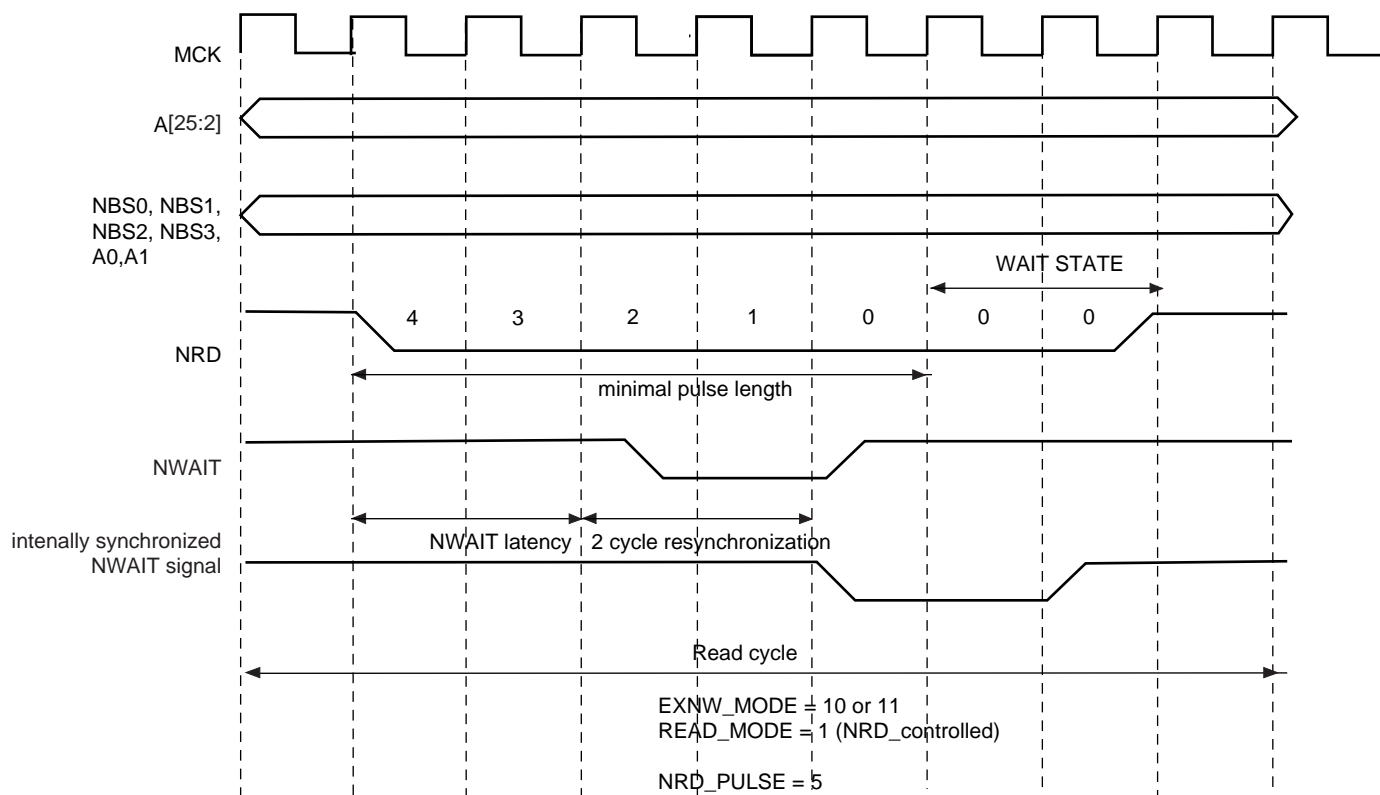 MCK
A[25:2]
NBS0, NBS1,
NBS2, NBS3,
A0,A1
WAIT STATE
4 3 2 1 0 0 0
NRD
minimal pulse length
NWAIT
NWAIT latency
2 cycle resynchronization
intenally synchronized
NWAIT signal
Read cycle
EXNW_MODE = 10 or 11
READ_MODE = 1 (NRD_controlled)
NRD_PULSE = 5